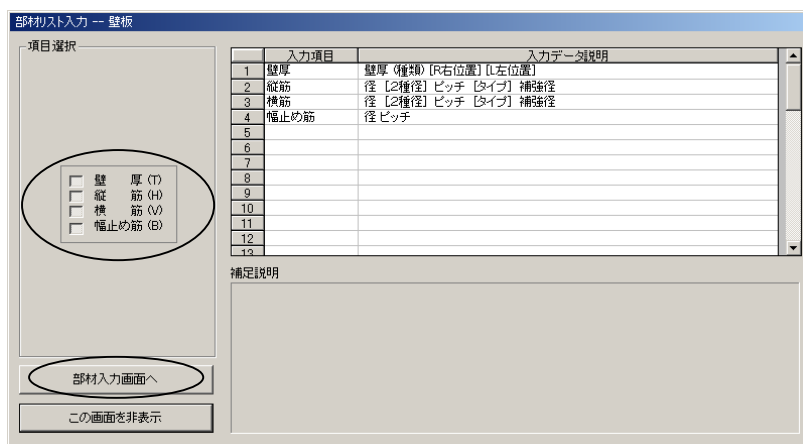 部材リスト入力 -- 壁板
項目選択
壁 厚(T)
縦 筋(H)
横 筋(V)
幅止め筋(B)
部材入力画面へ
この画面を非表示
入力項目 入力データ説明
1 壁厚 壁厚 (種類) [R右位置] [L左位置]
2 縦筋 径 [2種径] ピッチ [タイプ] 補強径
3 横筋 径 [2種径] ピッチ [タイプ] 補強径
4 幅止め筋 径 ピッチ
5
6
7
8
9
10
11
12
13
補足説明